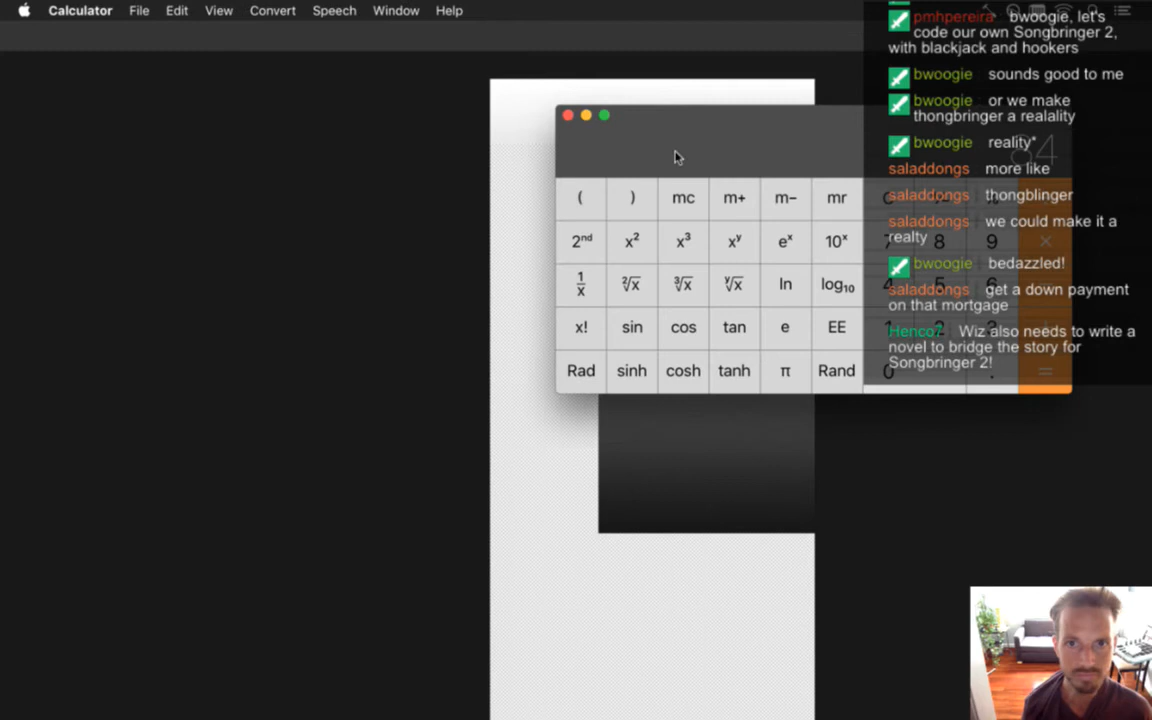 Calculator File Edit View Convert Speech Window Help
pmhpereira bwoogie, let's
code our own Songbringer 2,
with blackjack and hookers
bwoogie sounds good to me
bwoogie or we make
thongbringer a realality
bwoogie reality*
saladdongs more like
saladdongs thongblinger
saladdongs we could make it a
realty
bwoogie bedazzled!
saladdongs get a down payment
on that mortgage
Henco7 Wiz also needs to write a
novel to bridge the story for
Songbringer 2!
84
( ) mc m+ m− mr
2nd x² x³ xʸ eˣ 10ˣ 7 8 9 ×
1/x ²√x ³√x ʸ√x ln log₁₀
x! sin cos tan e EE
Rad sinh cosh tanh π Rand 0 . =